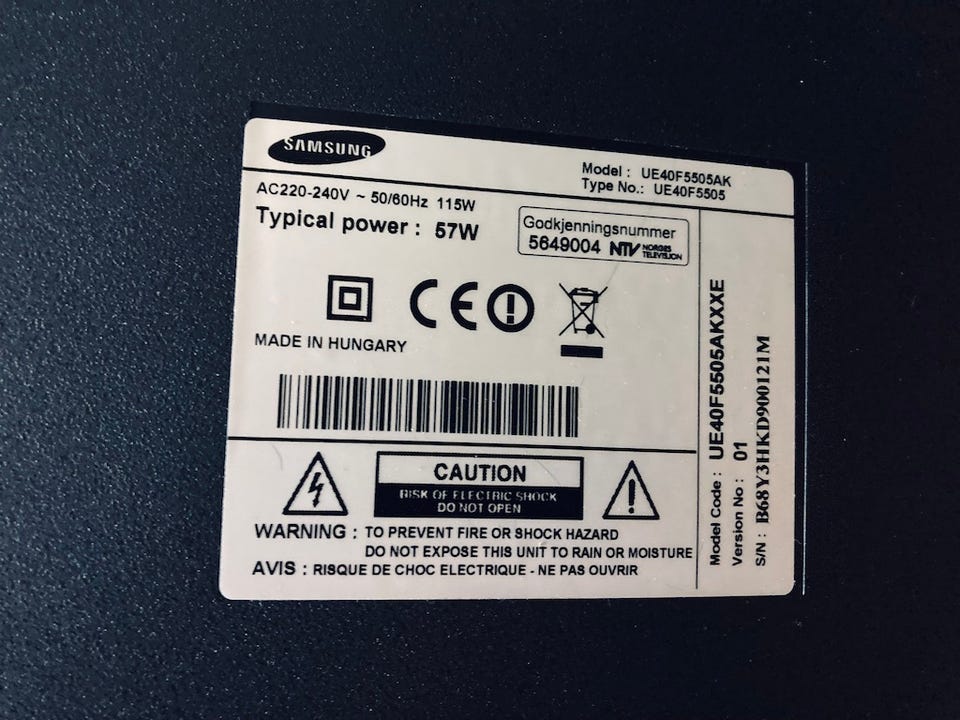 SAMSUNG
Model : UE40F5505AK
Type No.: UE40F5505
AC220-240V ~ 50/60Hz 115W
Typical power : 57W
Godkjenningsnummer
5649004 NTV NORGES TELEVISJON
CE
MADE IN HUNGARY
CAUTION
RISK OF ELECTRIC SHOCK
DO NOT OPEN
WARNING : TO PREVENT FIRE OR SHOCK HAZARD
DO NOT EXPOSE THIS UNIT TO RAIN OR MOISTURE
AVIS : RISQUE DE CHOC ELECTRIQUE - NE PAS OUVRIR
Model Code : UE40F5505AKXXE
Version No : 01
S/N : B68Y3HKD900121M